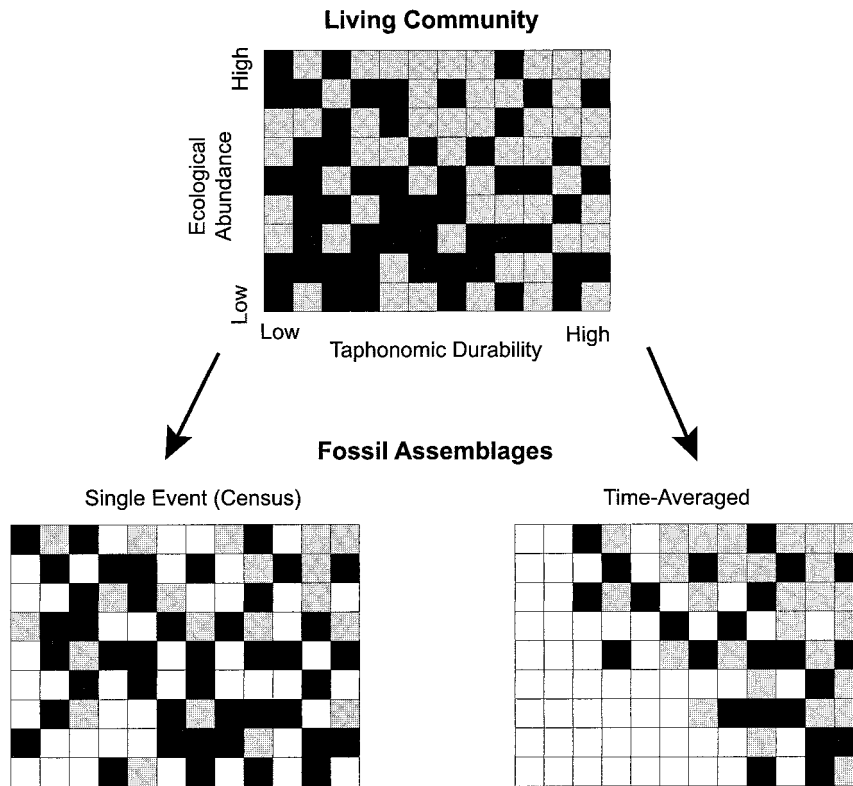 Living Community
High
Ecological
Abundance
Low
Low
High
Taphonomic Durability
Fossil Assemblages
Single Event (Census)
Time-Averaged